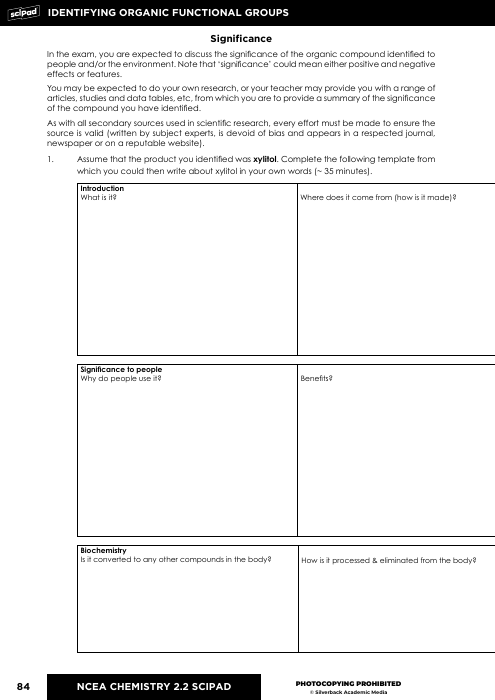 scipad IDENTIFYING ORGANIC FUNCTIONAL GROUPS
Significance
In the exam, you are expected to discuss the significance of the organic compound identified to
people and/or the environment. Note that ‘significance’ could mean either positive and negative
effects or features.
You may be expected to do your own research, or your teacher may provide you with a range of
articles, studies and data tables, etc, from which you are to provide a summary of the significance
of the compound you have identified.
As with all secondary sources used in scientific research, every effort must be made to ensure the
source is valid (written by subject experts, is devoid of bias and appears in a respected journal,
newspaper or on a reputable website).
1. Assume that the product you identified was xylitol. Complete the following template from
which you could then write about xylitol in your own words (~ 35 minutes).
Introduction
What is it?
Where does it come from (how is it made)?
Significance to people
Why do people use it?
Benefits?
Biochemistry
Is it converted to any other compounds in the body?
How is it processed & eliminated from the body?
84 NCEA CHEMISTRY 2.2 SCIPAD
PHOTOCOPYING PROHIBITED
© Silverback Academic Media